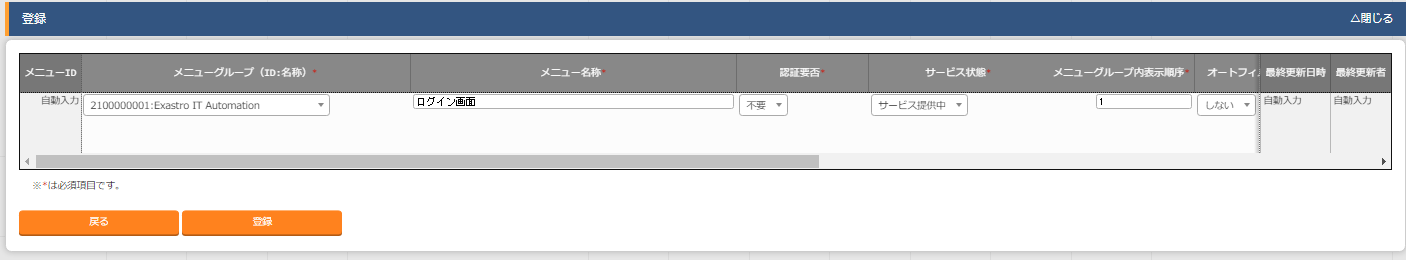 登録 △閉じる
メニューID メニューグループ（ID:名称）* メニュー名称* 認証要否* サービス状態* メニューグループ内表示順序* オートフィ 最終更新日時 最終更新者
自動入力 2100000001:Exastro IT Automation ログイン画面 不要 サービス提供中 1 しない 自動入力 自動入力
※*は必須項目です。
戻る 登録